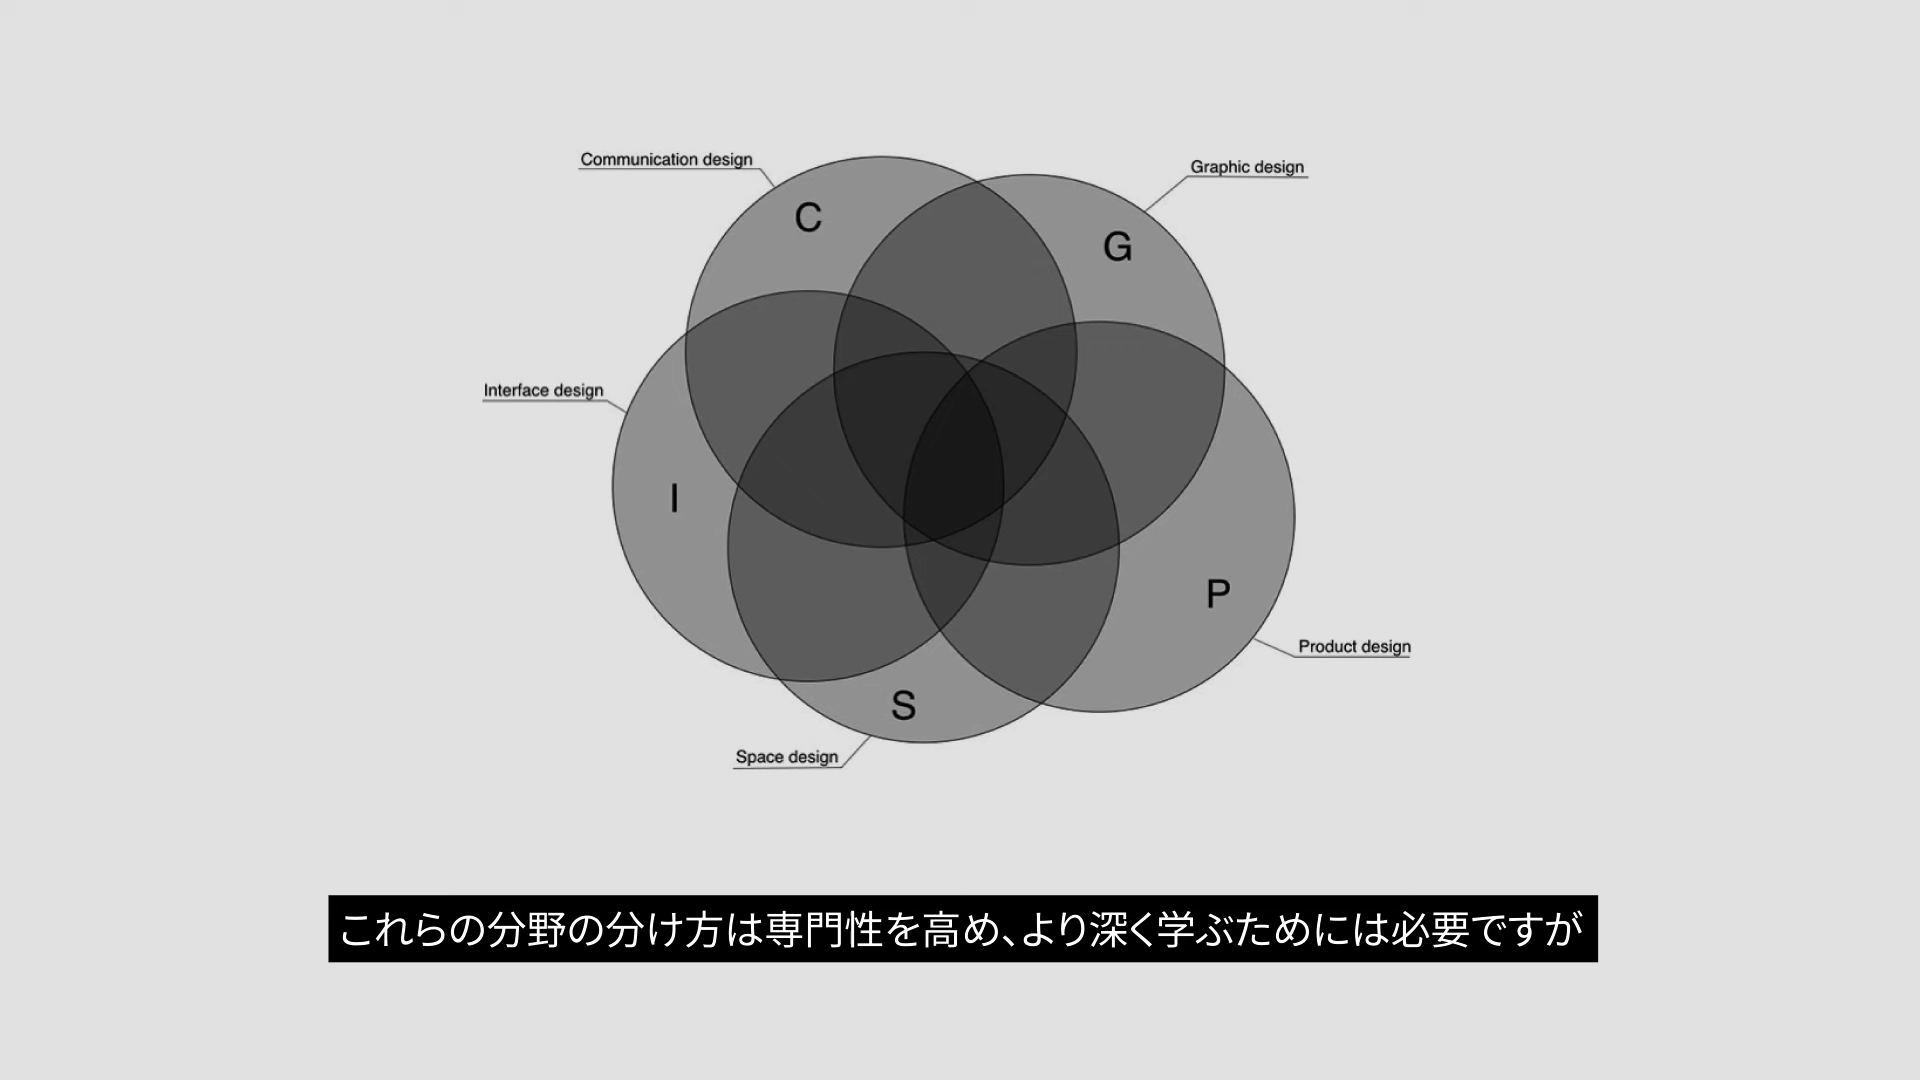 Communication design
Graphic design
C
G
Interface design
I
P
Product design
S
Space design
これらの分野の分け方は専門性を高め、より深く学ぶためには必要ですが